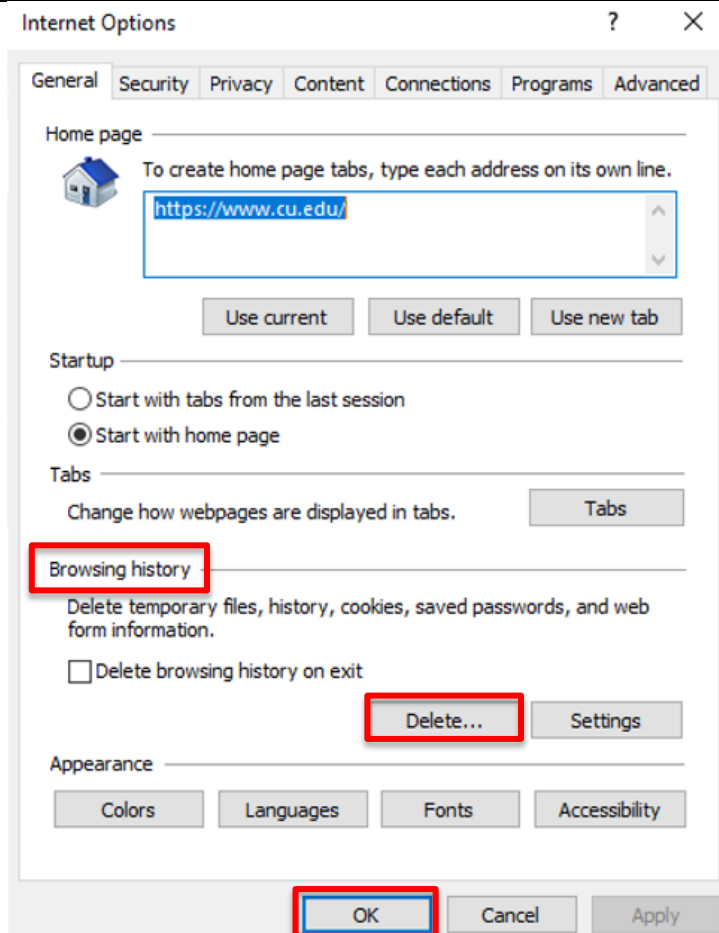 Internet Options ?
General Security Privacy Content Connections Programs Advanced
Home page
To create home page tabs, type each address on its own line.
https://www.cu.edu/
Use current Use default Use new tab
Startup
Start with tabs from the last session
Start with home page
Tabs
Change how webpages are displayed in tabs. Tabs
Browsing history
Delete temporary files, history, cookies, saved passwords, and web
form information.
Delete browsing history on exit
Delete... Settings
Appearance
Colors Languages Fonts Accessibility
OK Cancel Apply